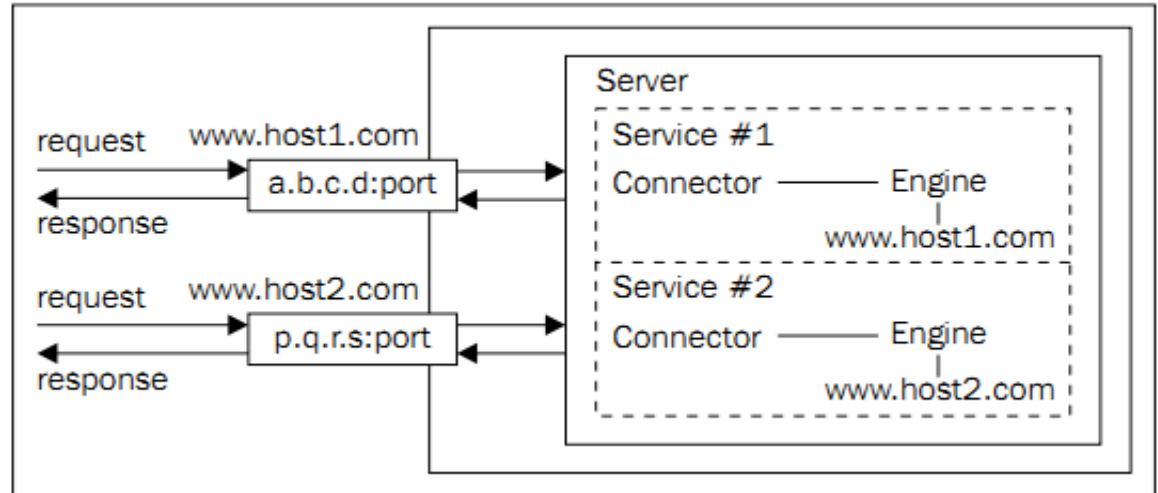 Server
www.host1.com
request
a.b.c.d:port
response
Service #1
Connector
Engine
www.host1.com
www.host2.com
request
p.q.r.s:port
response
Service #2
Connector
Engine
www.host2.com